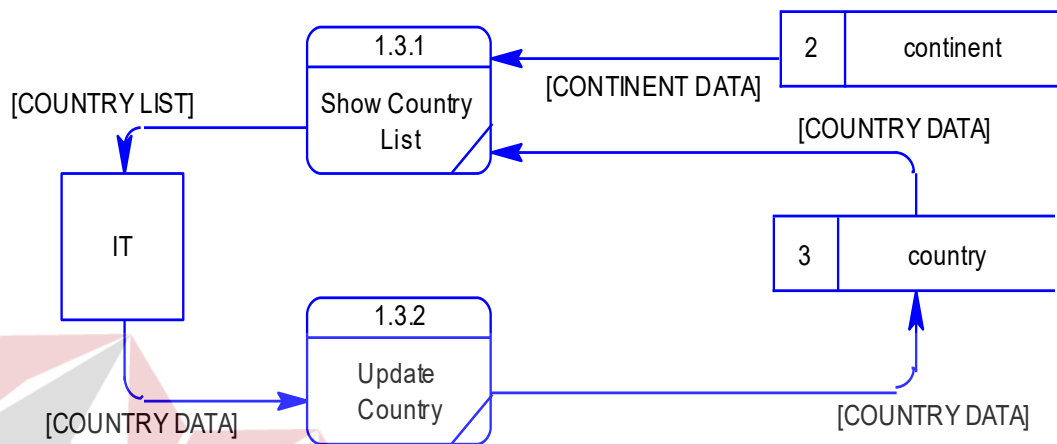 1.3.1
Show Country
List
2
continent
[CONTINENT DATA]
[COUNTRY LIST]
[COUNTRY DATA]
IT
3
country
1.3.2
Update
Country
[COUNTRY DATA]
[COUNTRY DATA]